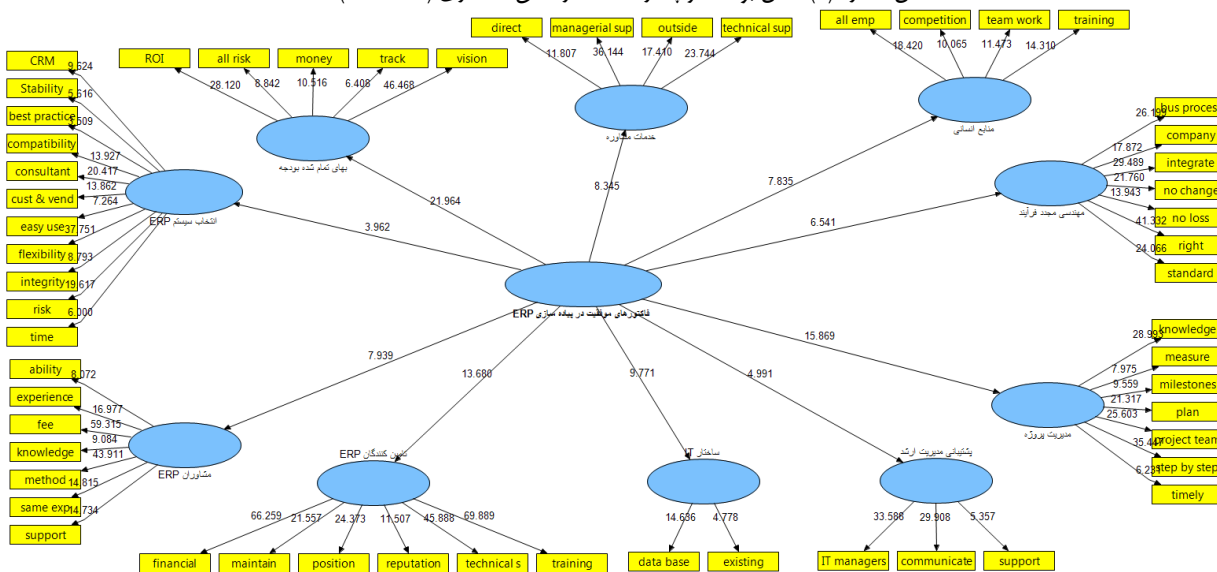 direct
managerial sup
outside
technical sup
11.807
36.144
17.410
23.744
خدمات مشاوره
all emp
competition
team work
training
18.420
10.065
11.473
14.310
منابع انسانی
ROI
all risk
money
track
vision
28.120
8.842
10.516
6.408
46.468
بهای تمام شده بودجه
CRM
Stability
best practice
compatibility
consultant
cust & vend
easy use
flexibility
integrity
risk
time
9.624
5.616
3.509
13.927
20.417
13.862
7.264
37.751
8.793
19.617
6.000
انتخاب سیستم ERP
bus proces
company
integrate
no change
no loss
right
standard
26.199
17.872
29.489
21.760
13.943
41.332
24.066
مهندسی مجدد فرآیند
21.964
8.345
7.835
3.962
6.541
فاکتورهای موفقیت در پیاده سازی ERP
7.939
13.680
9.771
4.991
15.869
ability
experience
fee
knowledge
method
same exp
support
8.072
16.977
59.315
9.084
43.911
14.815
14.734
مشاوران ERP
تامین کنندگان ERP
66.259
21.557
24.373
11.507
45.888
69.889
financial
maintain
position
reputation
technical s
training
ساختار IT
14.636
4.778
data base
existing
پشتیبانی مدیریت ارشد
33.586
29.908
5.357
IT managers
communicate
support
knowledge
measure
milestones
plan
project team
step by step
timely
28.993
7.975
9.559
21.317
25.603
35.447
6.231
مدیریت پروژه